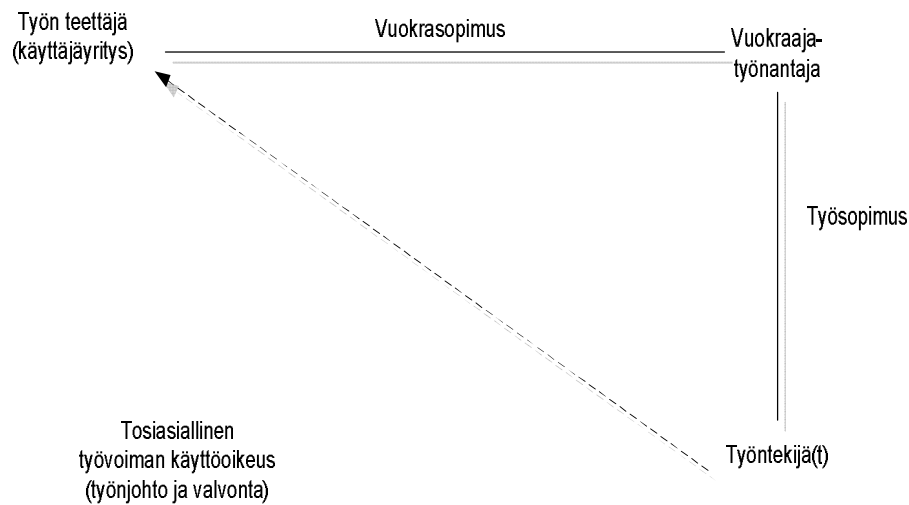 Työn teettäjä
(käyttäjäyritys)
Vuokrasopimus
Vuokraaja-
työnantaja
Työsopimus
Tosiasiallinen
työvoiman käyttöoikeus
(työnjohto ja valvonta)
Työntekijä(t)